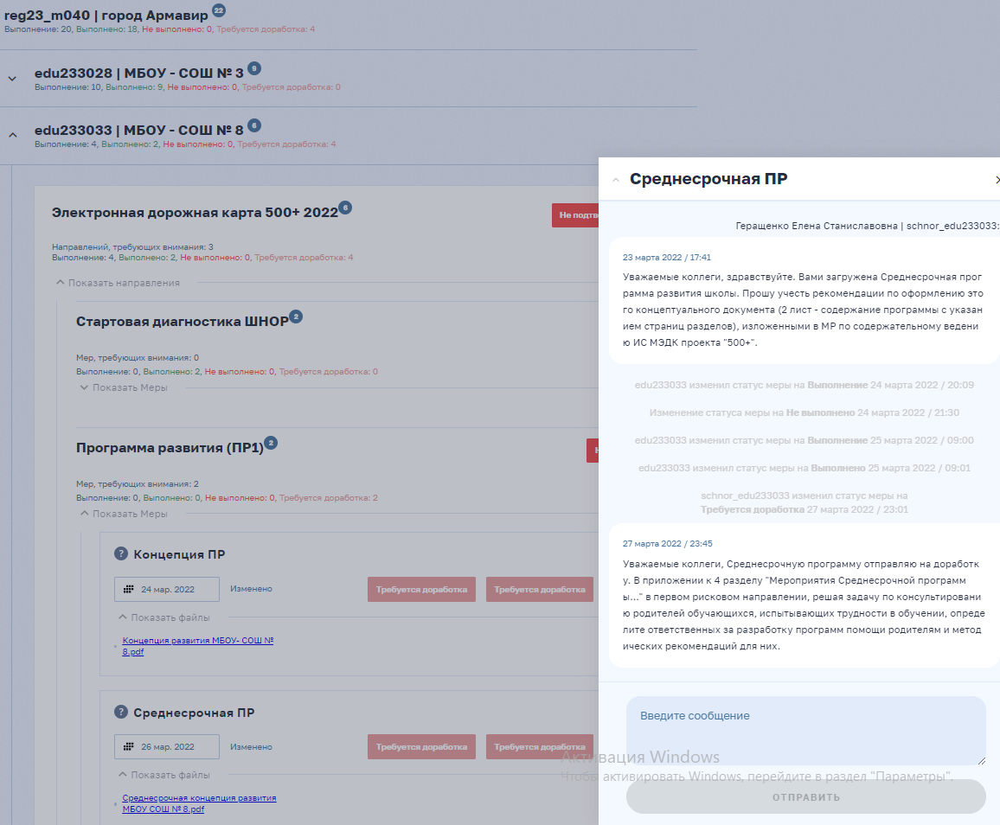 reg23_m040 | город Армавир 22
Выполнение: 20, Выполнено: 18, Не выполнено: 0, Требуется доработка: 4
edu233028 | МБОУ - СОШ № 3 9
Выполнение: 10, Выполнено: 9, Не выполнено: 0, Требуется доработка: 0
edu233033 | МБОУ - СОШ № 8 6
Выполнение: 4, Выполнено: 2, Не выполнено: 0, Требуется доработка: 4
Электронная дорожная карта 500+ 2022 6
Не подтв
Направлений, требующих внимания: 3
Выполнение: 4, Выполнено: 2, Не выполнено: 0, Требуется доработка: 4
Показать направления
Стартовая диагностика ШНОР 2
Мер, требующих внимания: 0
Выполнение: 0, Выполнено: 2, Не выполнено: 0, Требуется доработка: 0
Показать Меры
Программа развития (ПР1) 2
Н
Мер, требующих внимания: 2
Выполнение: 0, Выполнено: 0, Не выполнено: 0, Требуется доработка: 2
Показать Меры
? Концепция ПР
24 мар. 2022 Изменено Требуется доработка Требуется доработка
Показать файлы
Концепция развития МБОУ- СОШ №
8.pdf
? Среднесрочная ПР
26 мар. 2022 Изменено Требуется доработка Требуется доработка
Показать файлы
Среднесрочная концепция развития
МБОУ СОШ № 8.pdf
Среднесрочная ПР
Геращенко Елена Станиславовна | schnor_edu233033:
23 марта 2022 / 17:41
Уважаемые коллеги, здравствуйте. Вами загружена Среднесрочная прог
рамма развития школы. Прошу учесть рекомендации по оформлению это
го концептуального документа (2 лист - содержание программы с указан
ием страниц разделов), изложенными в МР по содержательному ведени
ю ИС МЭДК проекта "500+".
edu233033 изменил статус меры на Выполнение 24 марта 2022 / 20:09
Изменение статуса меры на Не выполнено 24 марта 2022 / 21:30
edu233033 изменил статус меры на Выполнение 25 марта 2022 / 09:00
edu233033 изменил статус меры на Выполнено 25 марта 2022 / 09:01
schnor_edu233033 изменил статус меры на
Требуется доработка 27 марта 2022 / 23:01
27 марта 2022 / 23:45
Уважаемые коллеги, Среднесрочную программу отправляю на доработк
у. В приложении к 4 разделу "Мероприятия Среднесрочной программ
ы..." в первом рисковом направлении, решая задачу по консультировани
ю родителей обучающихся, испытывающих трудности в обучении, опреде
лите ответственных за разработку программ помощи родителям и метод
ических рекомендаций для них.
Введите сообщение
Активация Windows
Чтобы активировать Windows, перейдите в раздел "Параметры".
ОТПРАВИТЬ